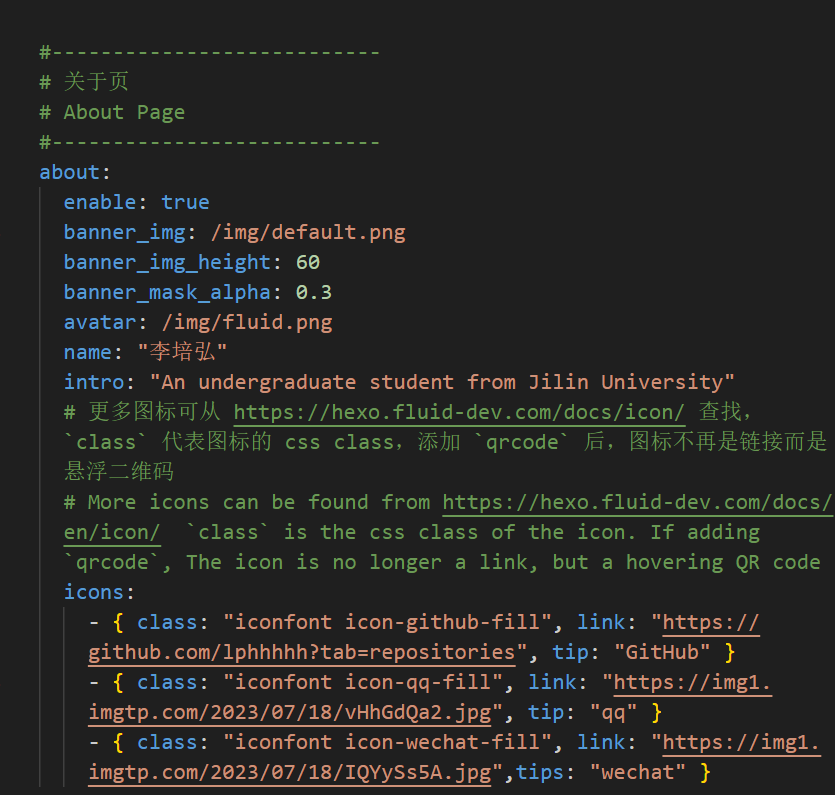 #---------------------------
# 关于页
# About Page
#---------------------------
about:
enable: true
banner_img: /img/default.png
banner_img_height: 60
banner_mask_alpha: 0.3
avatar: /img/fluid.png
name: "李培弘"
intro: "An undergraduate student from Jilin University"
# 更多图标可从 https://hexo.fluid-dev.com/docs/icon/ 查找，
`class` 代表图标的 css class，添加 `qrcode` 后，图标不再是链接而是
悬浮二维码
# More icons can be found from https://hexo.fluid-dev.com/docs/
en/icon/  `class` is the css class of the icon. If adding
`qrcode`, The icon is no longer a link, but a hovering QR code
icons:
- { class: "iconfont icon-github-fill", link: "https://
github.com/lphhhhh?tab=repositories", tip: "GitHub" }
- { class: "iconfont icon-qq-fill", link: "https://img1.
imgtp.com/2023/07/18/vHhGdQa2.jpg", tip: "qq" }
- { class: "iconfont icon-wechat-fill", link: "https://img1.
imgtp.com/2023/07/18/IQYySs5A.jpg",tips: "wechat" }